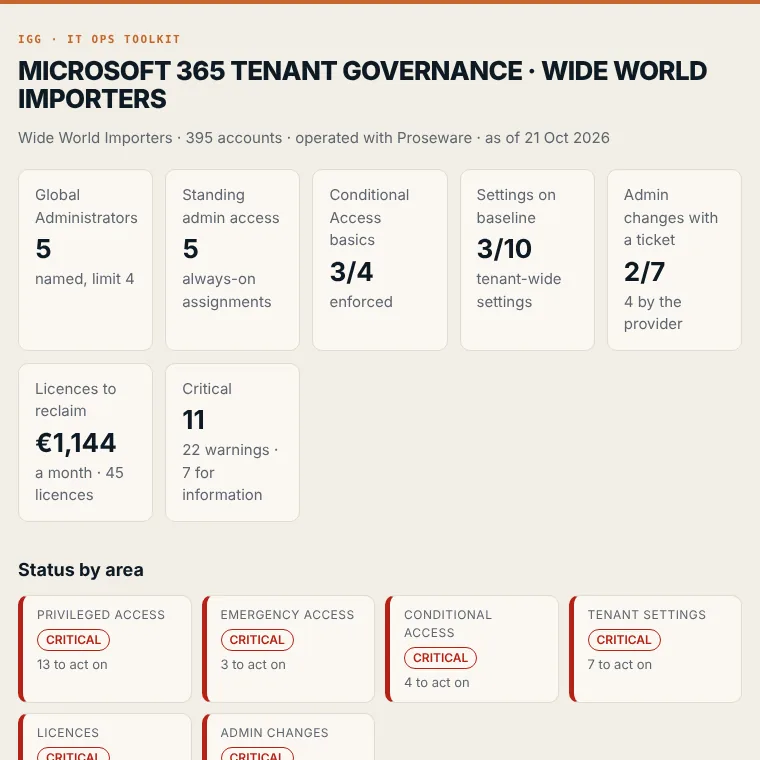 IGG · IT OPS TOOLKIT
MICROSOFT 365 TENANT GOVERNANCE · WIDE WORLD
IMPORTERS
Wide World Importers · 395 accounts · operated with Proseware · as of 21 Oct 2026
Global
Administrators
5
named, limit 4
Standing
admin access
5
always-on
assignments
Conditional
Access
basics
3/4
enforced
Settings on
baseline
3/10
tenant-wide
settings
Admin
changes with
a ticket
2/7
4 by the
provider
Licences to
reclaim
€1,144
a month · 45
licences
Critical
11
22 warnings ·
7 for
information
Status by area
PRIVILEGED ACCESS
CRITICAL
13 to act on
EMERGENCY ACCESS
CRITICAL
3 to act on
CONDITIONAL
ACCESS
CRITICAL
4 to act on
TENANT SETTINGS
CRITICAL
7 to act on
LICENCES
CRITICAL
ADMIN CHANGES
CRITICAL